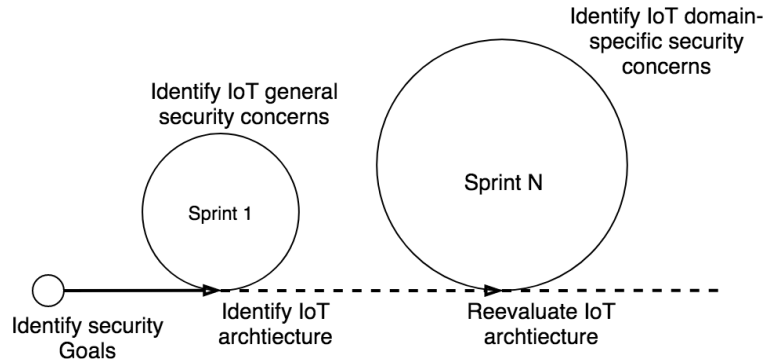 Identify IoT domain-
specific security
concerns
Identify IoT general
security concerns
Sprint 1
Sprint N
Identify security
Goals
Identify IoT
archtiecture
Reevaluate IoT
archtiecture